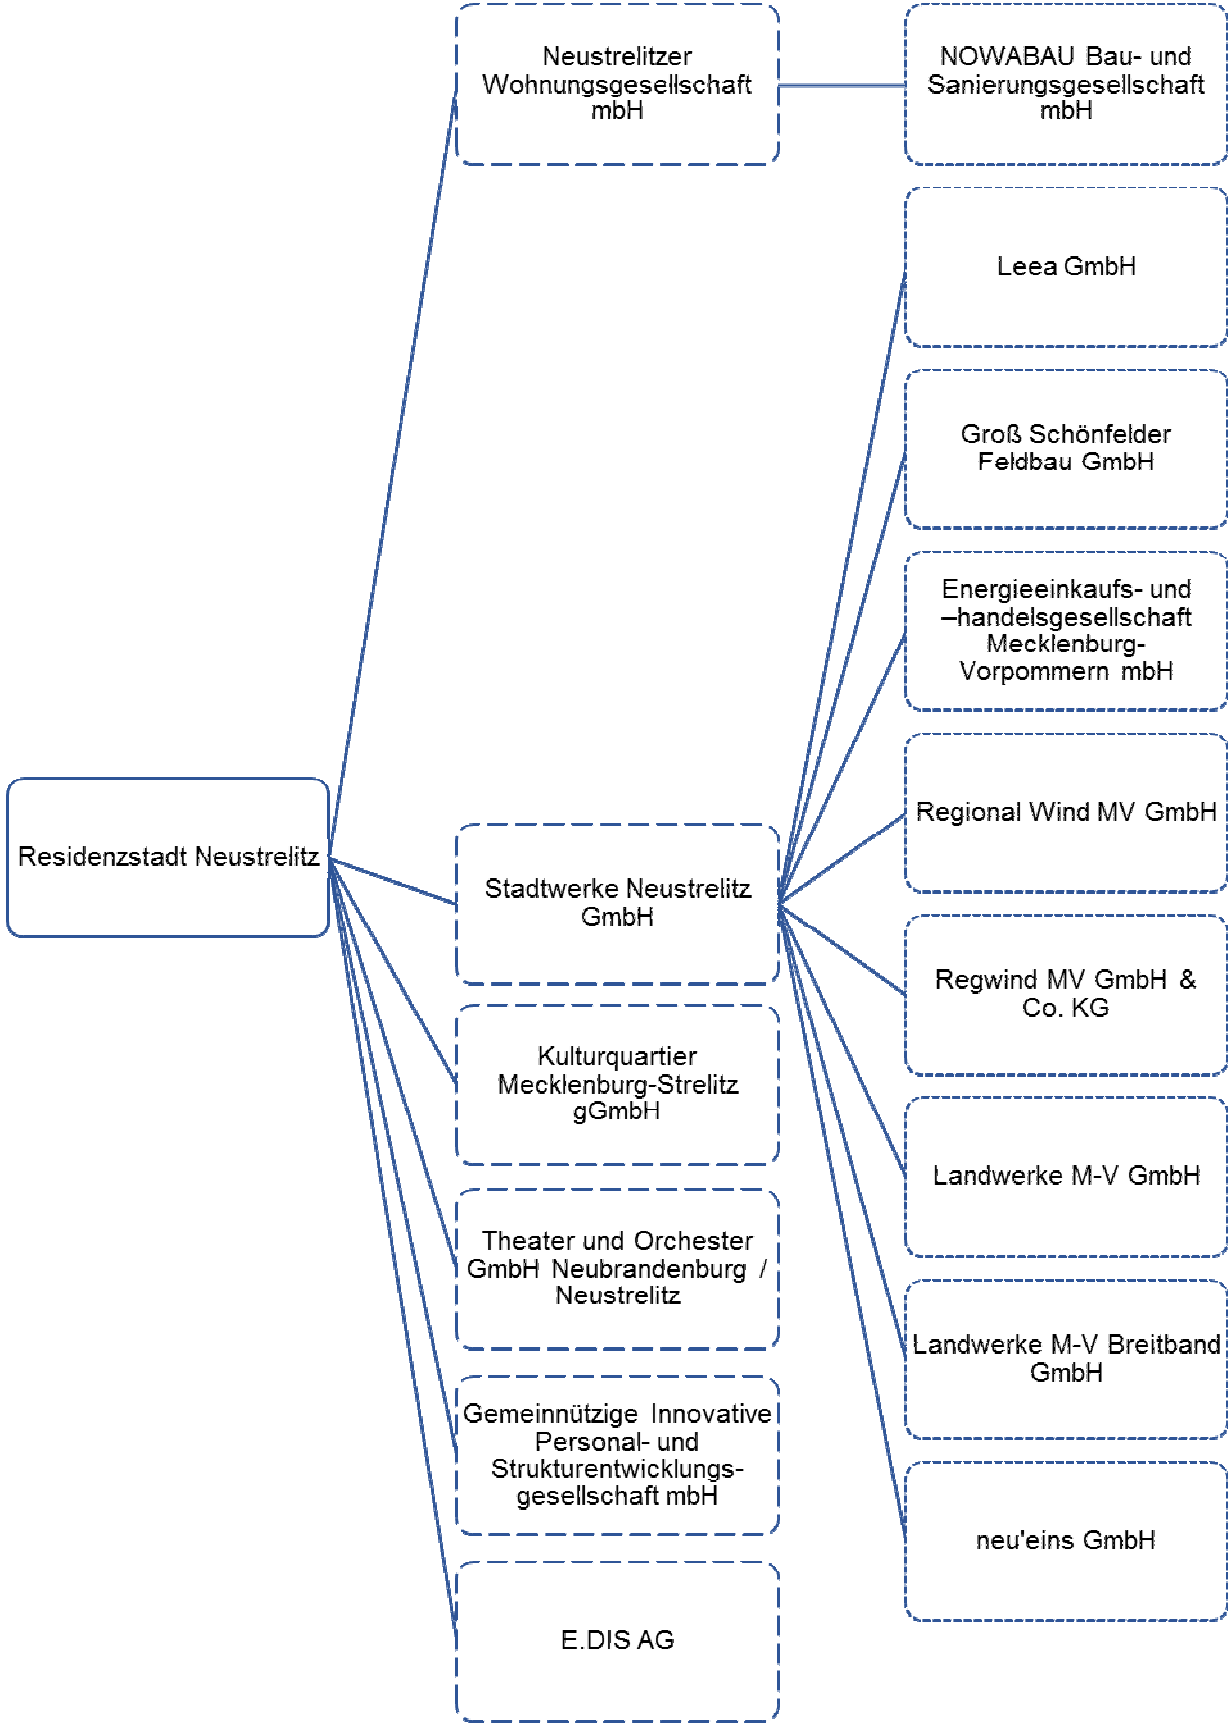 Residenzstadt Neustrelitz
Neustrelitzer
Wohnungsgesellschaft
mbH
NOWABAU Bau- und
Sanierungsgesellschaft
mbH
Stadtwerke Neustrelitz
GmbH
Leea GmbH
Groß Schönfelder
Feldbau GmbH
Energieeinkaufs- und
–handelsgesellschaft
Mecklenburg-
Vorpommern mbH
Regional Wind MV GmbH
Regwind MV GmbH &
Co. KG
Landwerke M-V GmbH
Landwerke M-V Breitband
GmbH
neu'eins GmbH
Kulturquartier
Mecklenburg-Strelitz
gGmbH
Theater und Orchester
GmbH Neubrandenburg /
Neustrelitz
Gemeinnützige Innovative
Personal- und
Strukturentwicklungs-
gesellschaft mbH
E.DIS AG